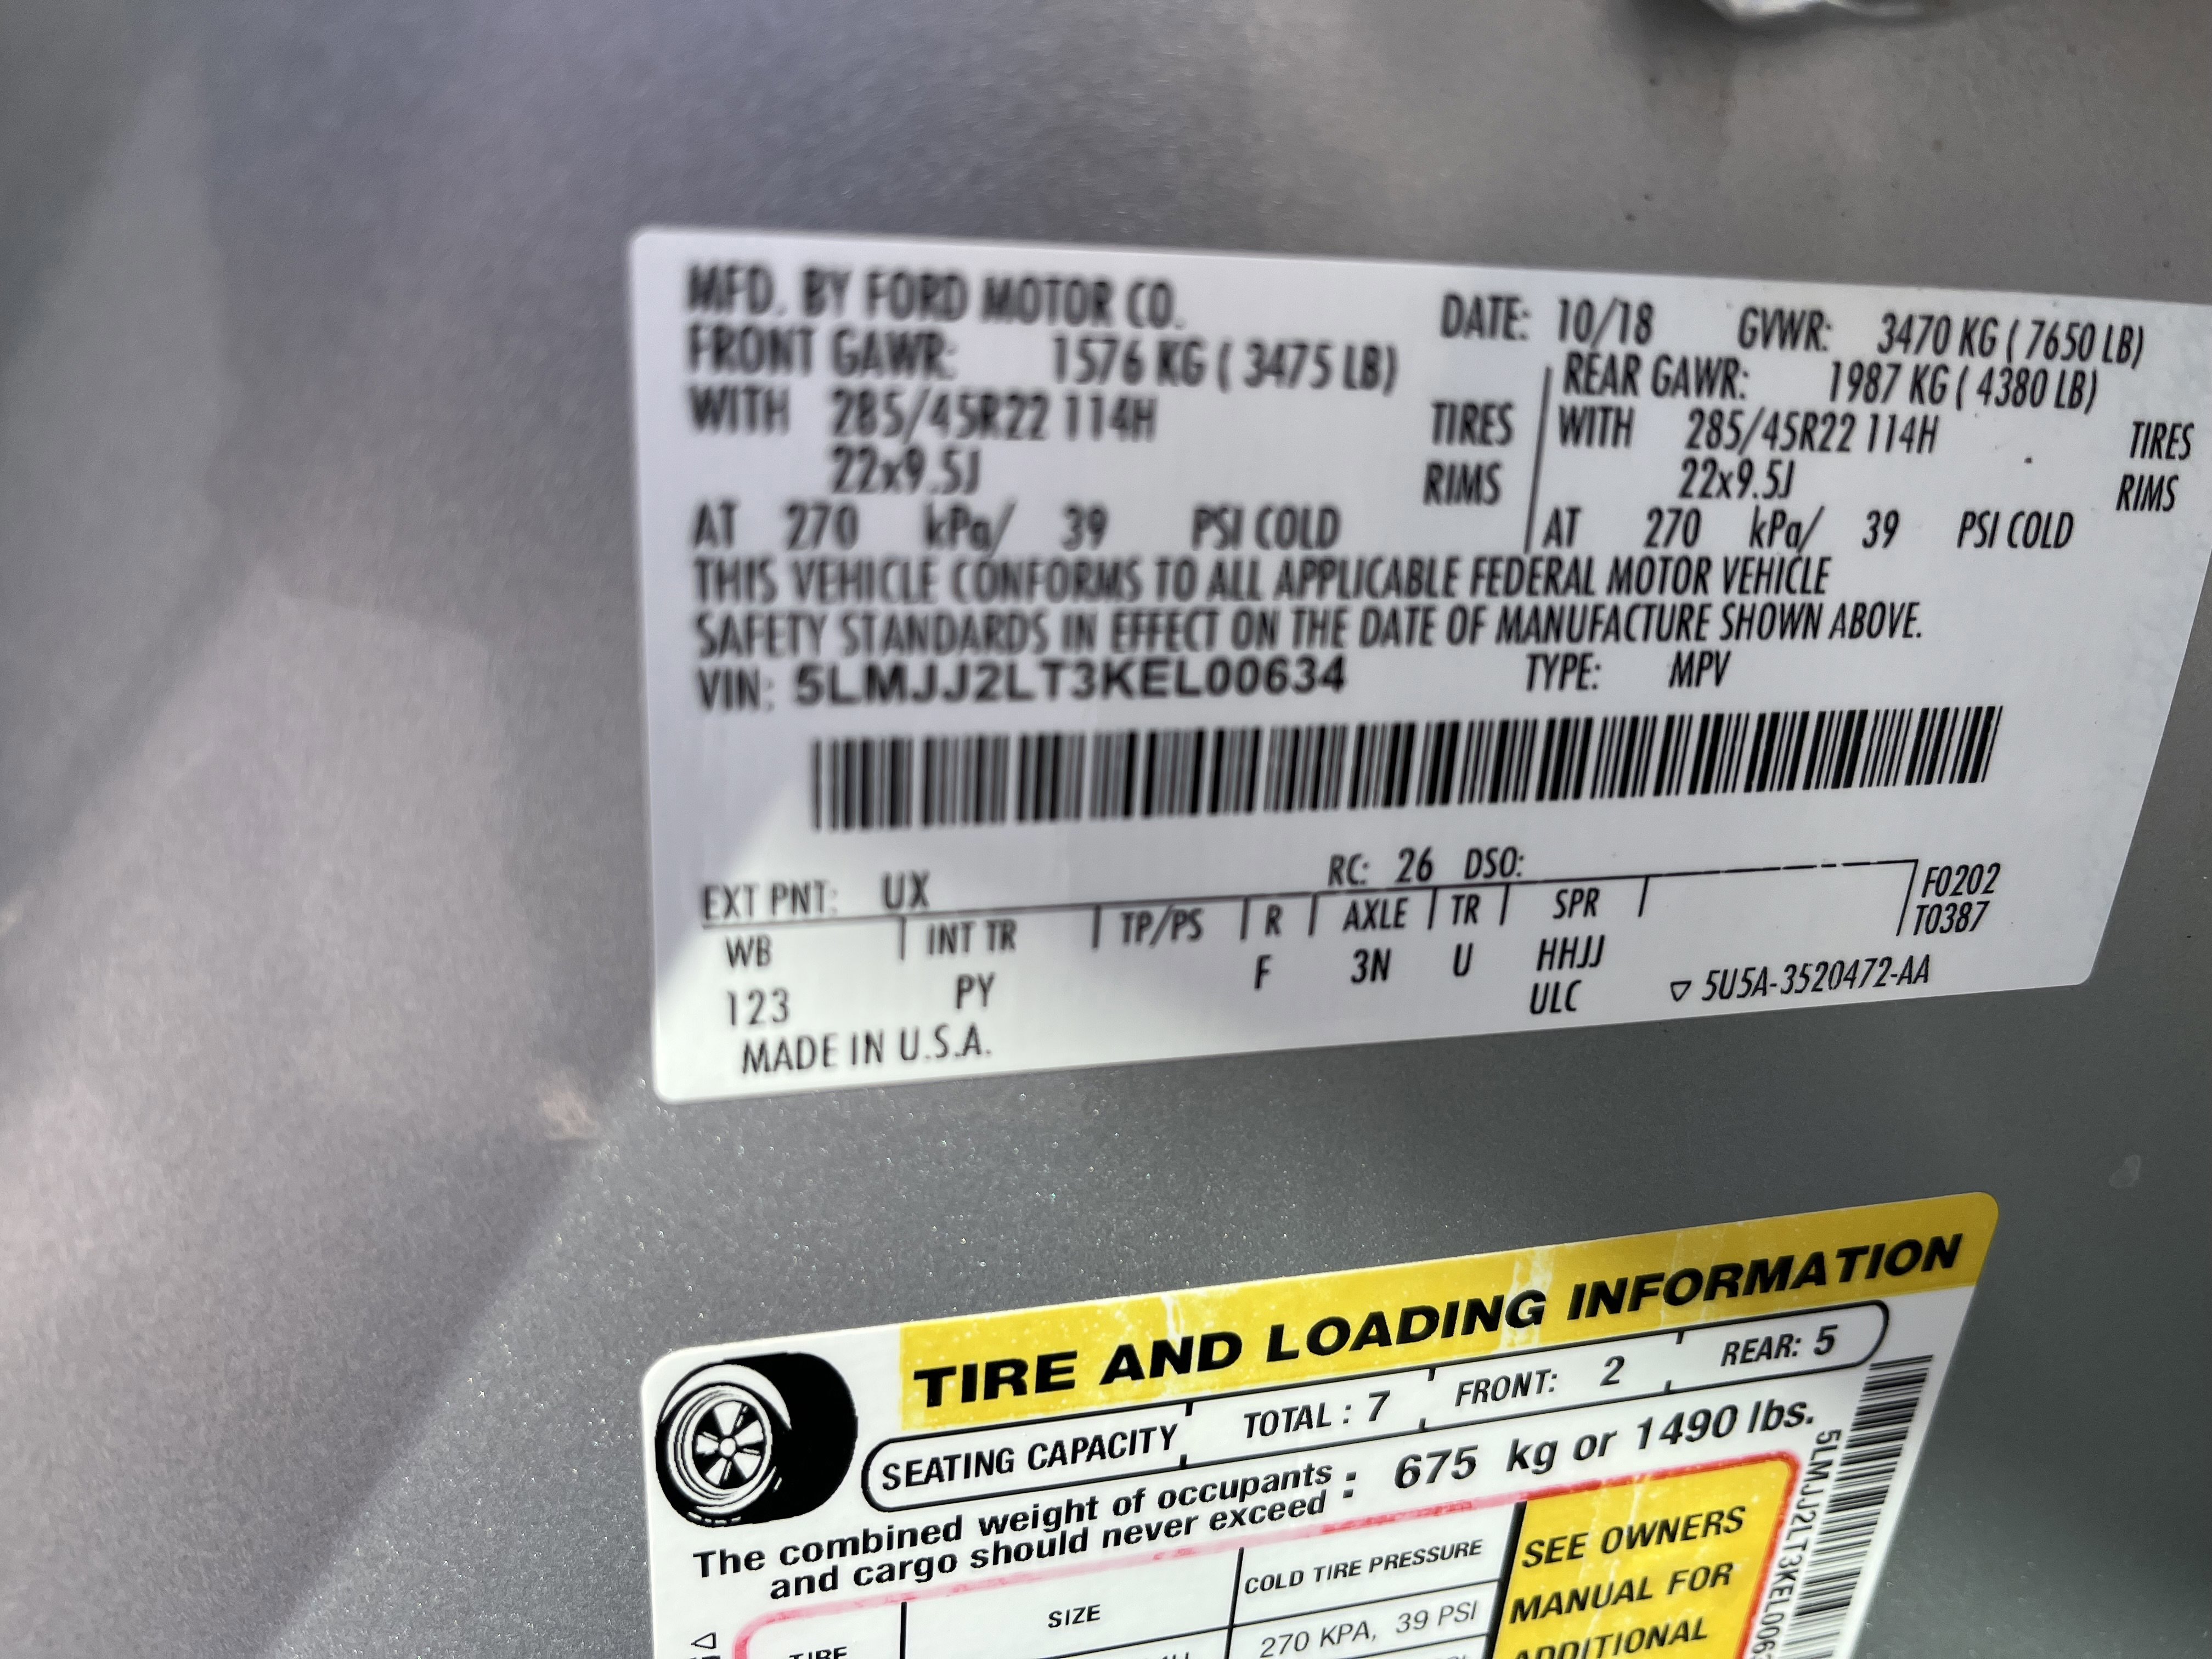 MFD. BY FORD MOTOR CO. DATE: 10/18 GVWR: 3470 KG ( 7650 LB)
FRONT GAWR: 1576 KG ( 3475 LB) REAR GAWR: 1987 KG ( 4380 LB)
WITH 285/45R22 114H TIRES WITH 285/45R22 114H TIRES
22x9.5J RIMS 22x9.5J RIMS
AT 270 kPa/ 39 PSI COLD AT 270 kPa/ 39 PSI COLD
THIS VEHICLE CONFORMS TO ALL APPLICABLE FEDERAL MOTOR VEHICLE
SAFETY STANDARDS IN EFFECT ON THE DATE OF MANUFACTURE SHOWN ABOVE.
VIN: 5LMJJ2LT3KEL00634 TYPE: MPV
EXT PNT: UX RC: 26 DSO:
WB INT TR TP/PS R AXLE TR SPR F0202
T0387
123 PY F 3N U HHJJ
ULC ▽ 5U5A-3520472-AA
MADE IN U.S.A.
TIRE AND LOADING INFORMATION
SEATING CAPACITY TOTAL : 7 FRONT: 2 REAR: 5
The combined weight of occupants
and cargo should never exceed : 675 kg or 1490 lbs.
TIRE SIZE COLD TIRE PRESSURE
270 KPA, 39 PSI
SEE OWNERS
MANUAL FOR
ADDITIONAL
5LMJJ2LT3KEL006